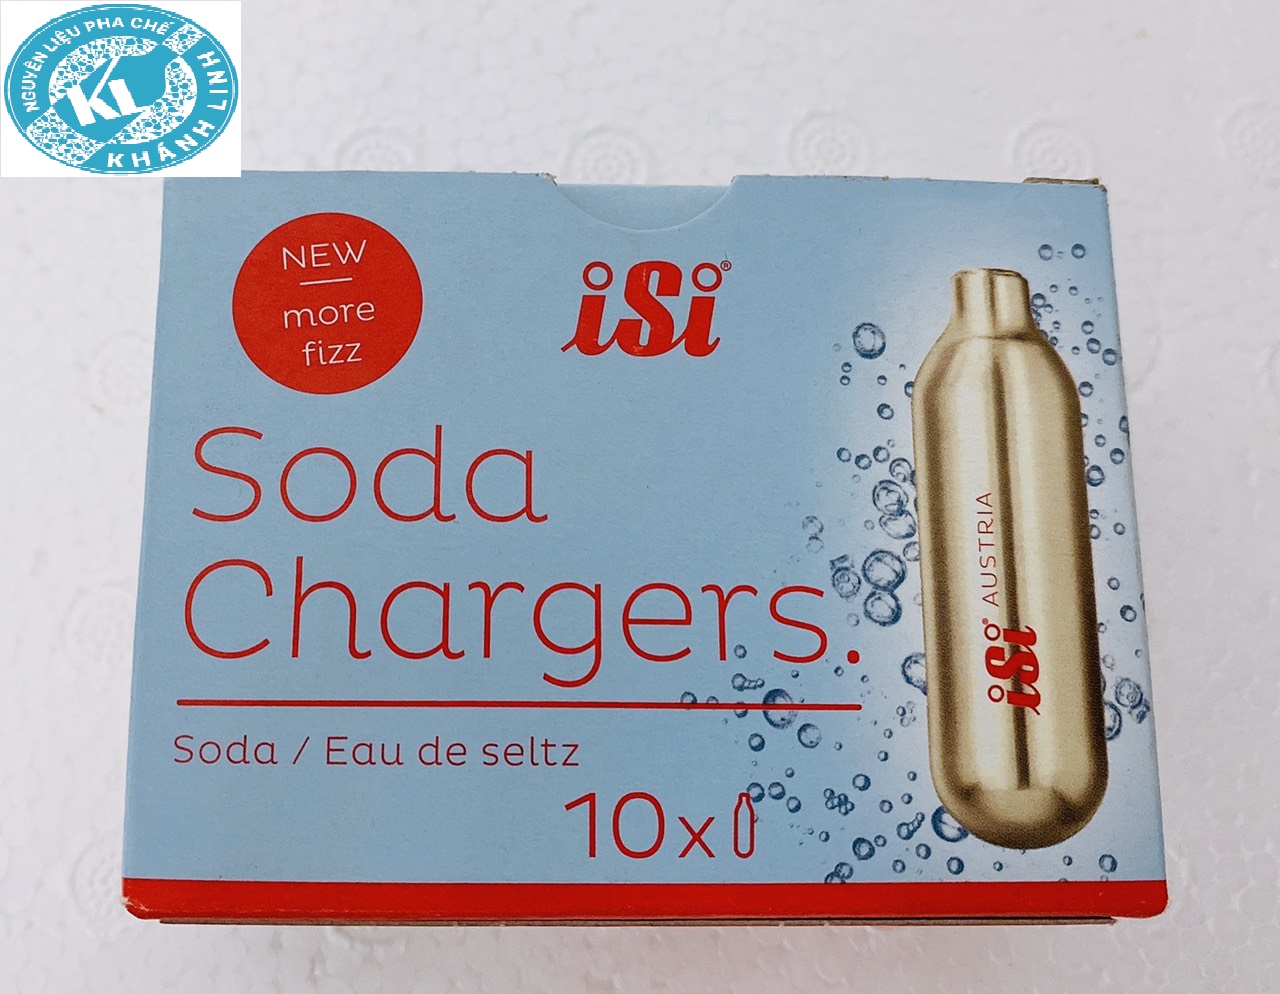 NGUYÊN LIỆU PHA CHẾ
KL
KHÁNH LINH
NEW
more
fizz
iSi®
Soda
Chargers.
Soda / Eau de seltz
10x
iSi® AUSTRIA